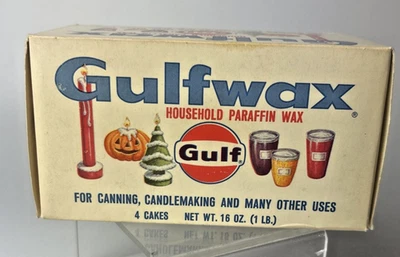 Gulfwax®
HOUSEHOLD PARAFFIN WAX
Gulf
FOR CANNING, CANDLEMAKING AND MANY OTHER USES
4 CAKES NET WT. 16 OZ. (1 LB.)